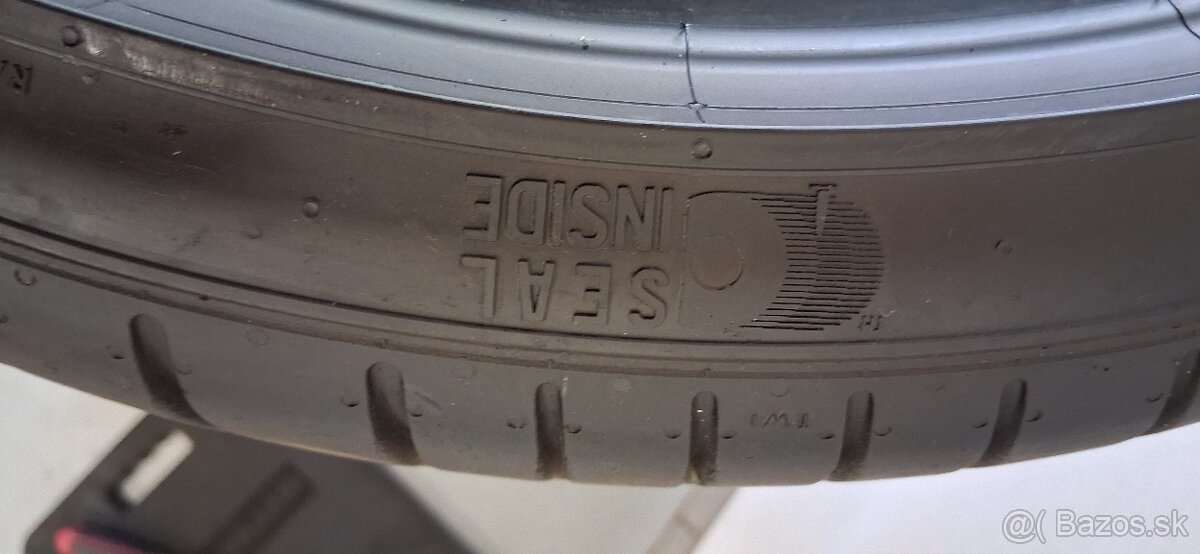 SEAL
INSIDE
TWI
@( Bazos.sk